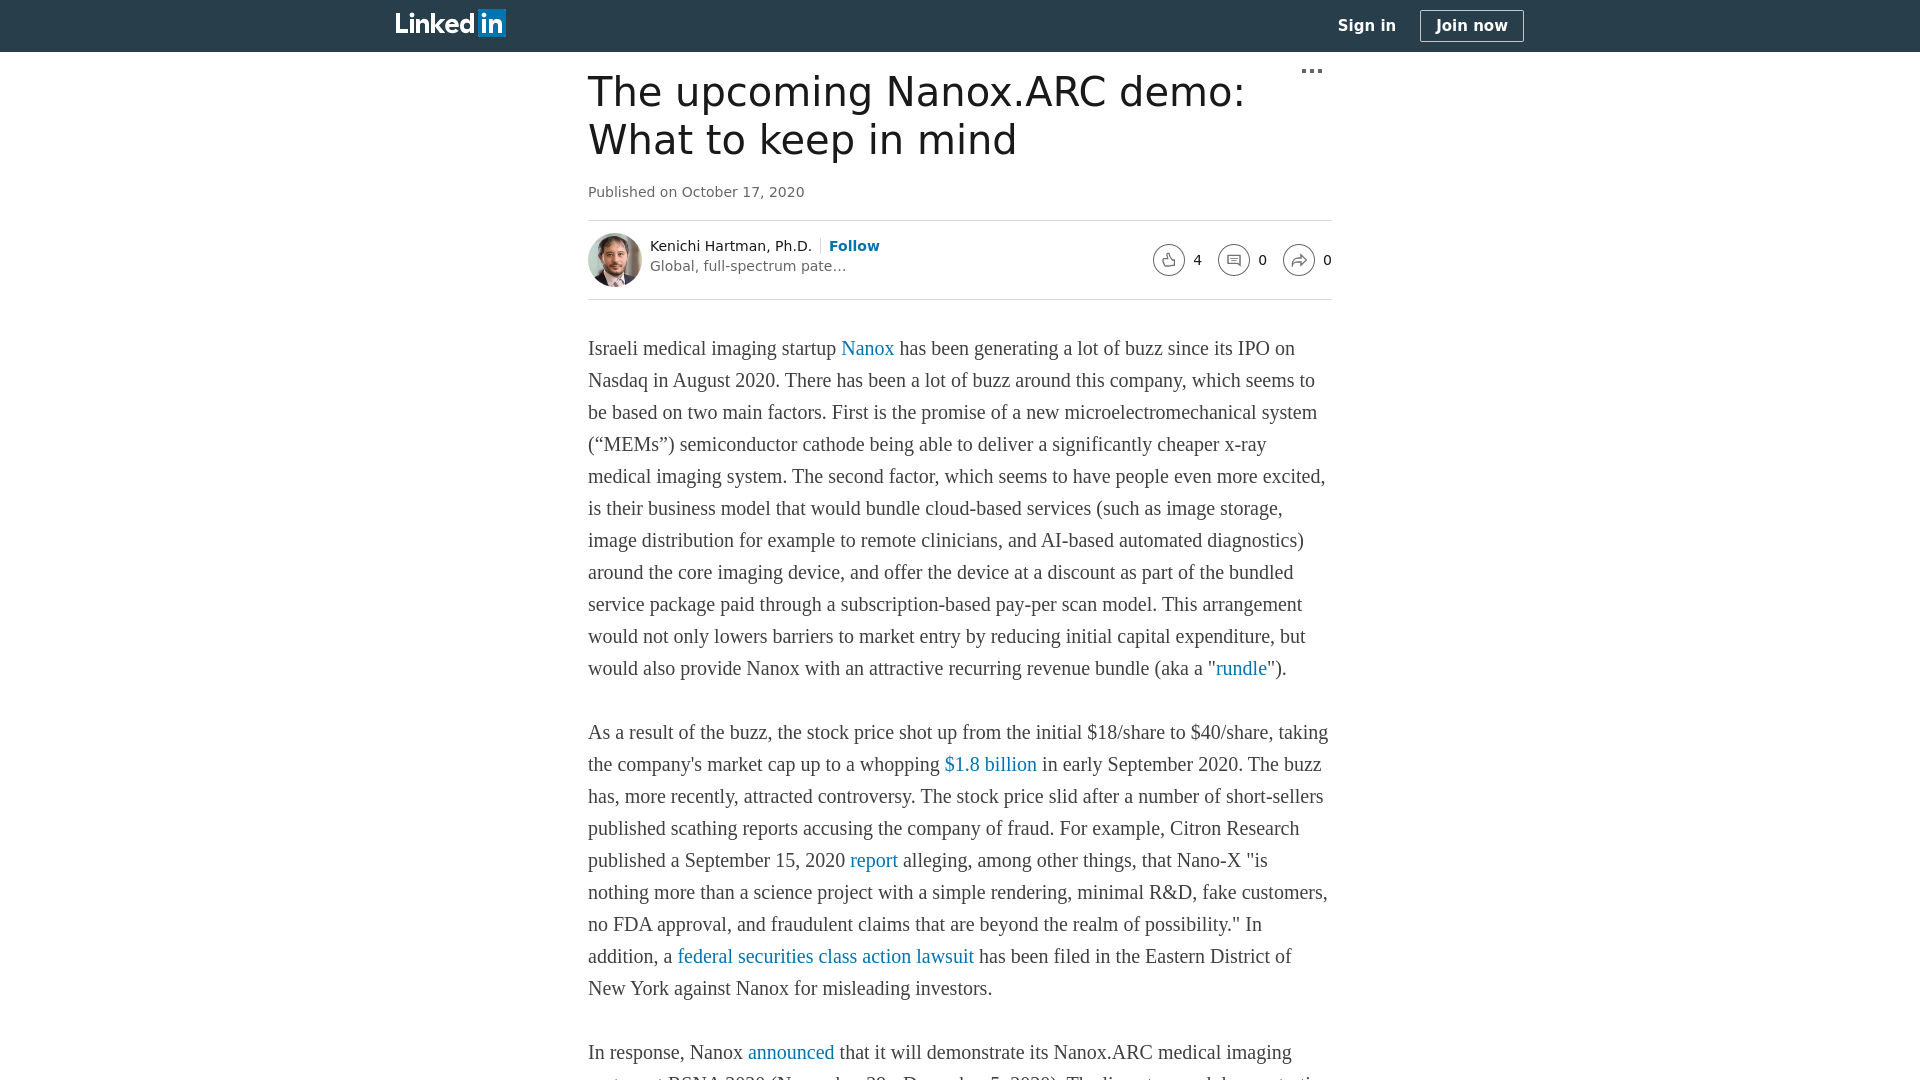 Linked in
Sign in
Join now
The upcoming Nanox.ARC demo:
What to keep in mind
Published on October 17, 2020
Kenichi Hartman, Ph.D.
Follow
Global, full-spectrum pate…
4
0
0
Israeli medical imaging startup Nanox has been generating a lot of buzz since its IPO on
Nasdaq in August 2020. There has been a lot of buzz around this company, which seems to
be based on two main factors. First is the promise of a new microelectromechanical system
(“MEMs”) semiconductor cathode being able to deliver a significantly cheaper x-ray
medical imaging system. The second factor, which seems to have people even more excited,
is their business model that would bundle cloud-based services (such as image storage,
image distribution for example to remote clinicians, and AI-based automated diagnostics)
around the core imaging device, and offer the device at a discount as part of the bundled
service package paid through a subscription-based pay-per scan model. This arrangement
would not only lowers barriers to market entry by reducing initial capital expenditure, but
would also provide Nanox with an attractive recurring revenue bundle (aka a "rundle").
As a result of the buzz, the stock price shot up from the initial $18/share to $40/share, taking
the company's market cap up to a whopping $1.8 billion in early September 2020. The buzz
has, more recently, attracted controversy. The stock price slid after a number of short-sellers
published scathing reports accusing the company of fraud. For example, Citron Research
published a September 15, 2020 report alleging, among other things, that Nano-X "is
nothing more than a science project with a simple rendering, minimal R&D, fake customers,
no FDA approval, and fraudulent claims that are beyond the realm of possibility." In
addition, a federal securities class action lawsuit has been filed in the Eastern District of
New York against Nanox for misleading investors.
In response, Nanox announced that it will demonstrate its Nanox.ARC medical imaging